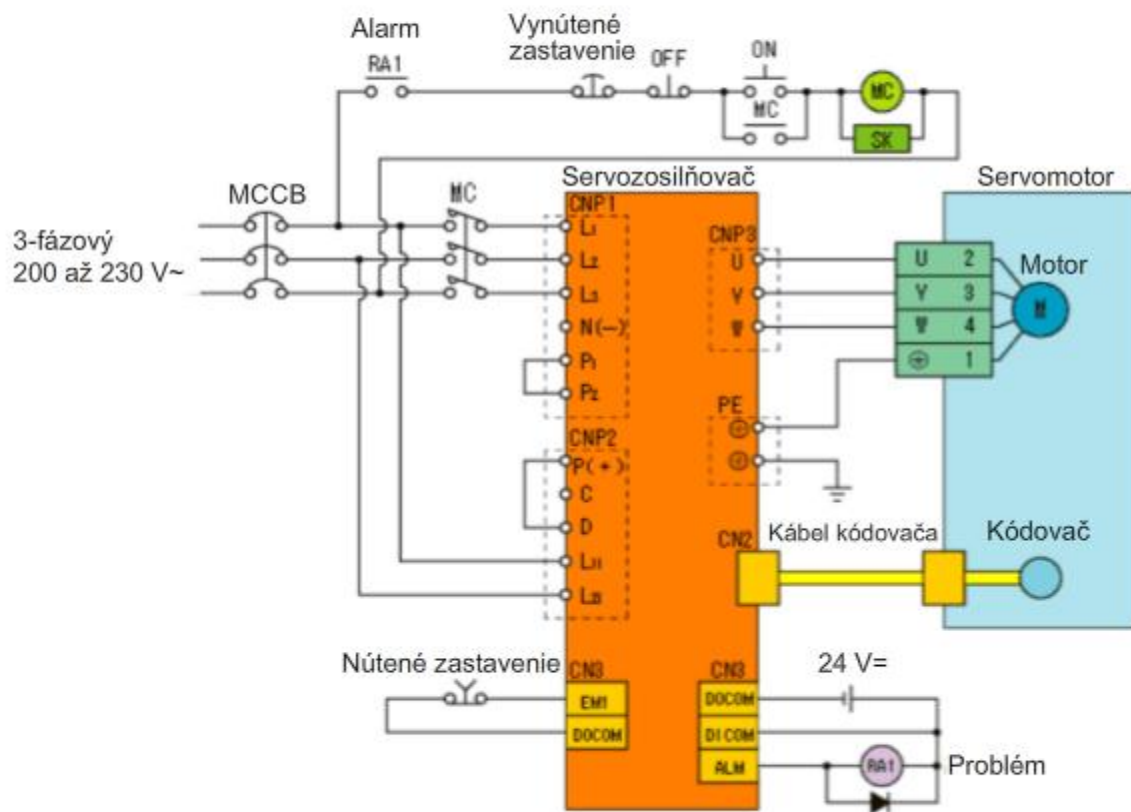 Alarm
RA1
Vynútené
zastavenie
OFF
ON
MC
MC
SK
MCCB
MC
3-fázový
200 až 230 V~
Servozosilňovač
Servomotor
CNP1
L1
L2
L3
N(—)
P1
P2
CNP3
U
V
W
U 2
V 3
W 4
1
Motor
M
PE
CNP2
P(+)
C
D
L11
L21
CN2
Kábel kódovača
Kódovač
Nútené zastavenie
CN3
EM1
DOCOM
CN3
DOCOM
DICOM
ALM
24 V=
RA1
Problém